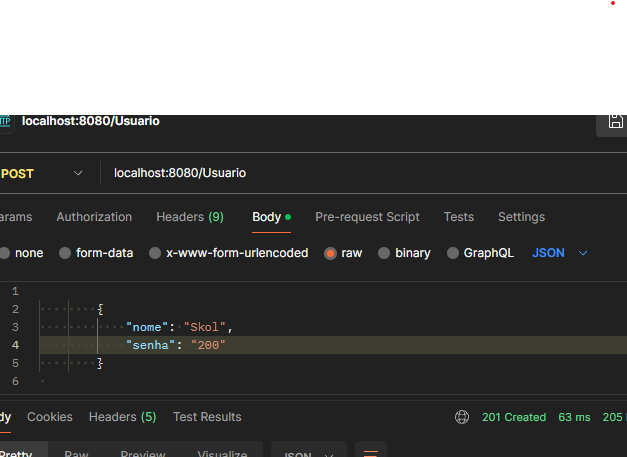 localhost:8080/Usuario
POST localhost:8080/Usuario
arams Authorization Headers (9) Body Pre-request Script Tests Settings
none form-data x-www-form-urlencoded raw binary GraphQL JSON
1
2 {
3 "nome": "Skol",
4 "senha": "200"
5 }
6
dy Cookies Headers (5) Test Results 201 Created 63 ms 205
Pretty Raw Preview Visualize JSON